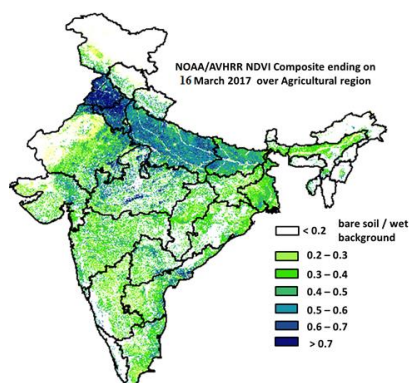 NOAA/AVHRR NDVI Composite ending on
16 March 2017 over Agricultural region
< 0.2 bare soil / wet
background
0.2 – 0.3
0.3 – 0.4
0.4 – 0.5
0.5 – 0.6
0.6 – 0.7
> 0.7